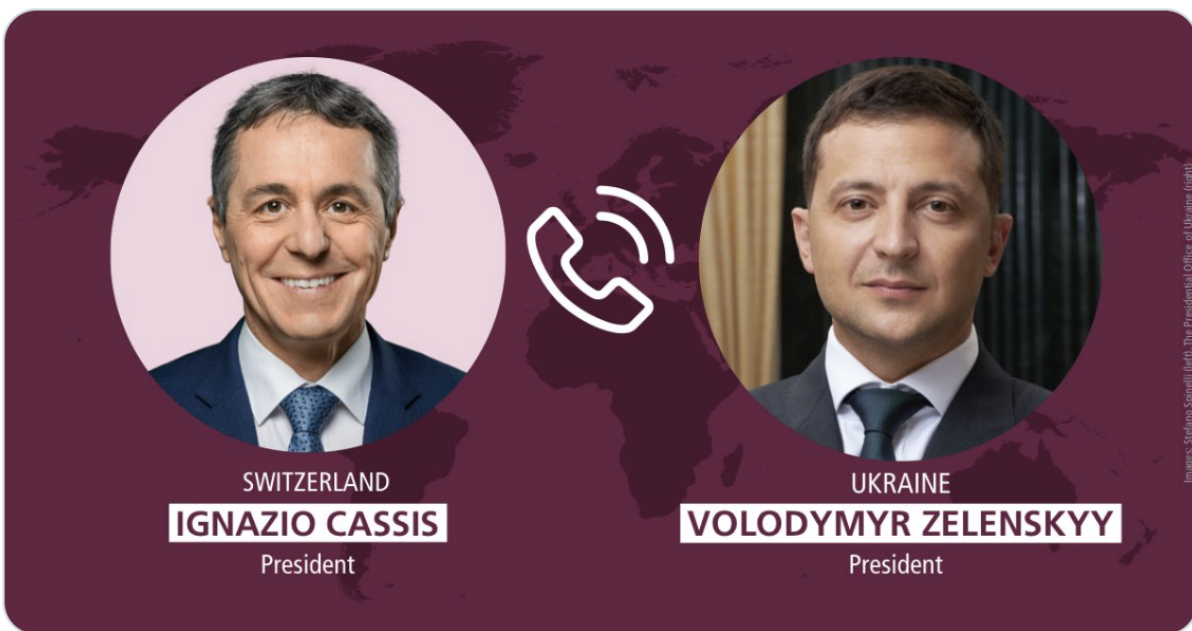 SWITZERLAND
IGNAZIO CASSIS
President
UKRAINE
VOLODYMYR ZELENSKYY
President
Images: Stefano Spinelli (left), The Presidential Office of Ukraine (right)